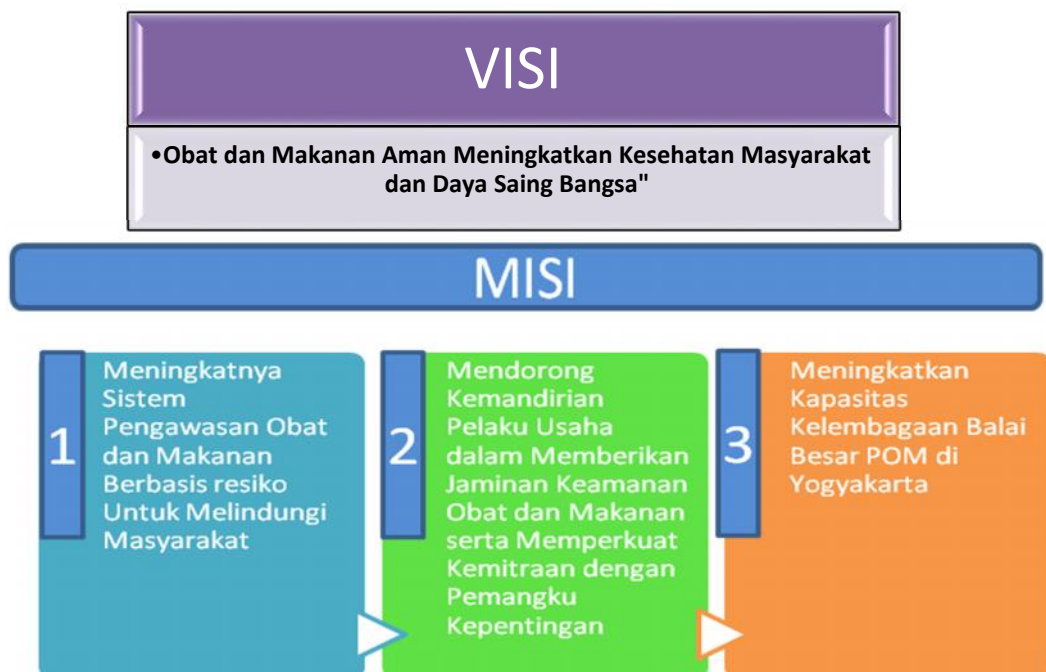 VISI
•Obat dan Makanan Aman Meningkatkan Kesehatan Masyarakat
dan Daya Saing Bangsa"
MISI
1
Meningkatnya
Sistem
Pengawasan Obat
dan Makanan
Berbasis resiko
Untuk Melindungi
Masyarakat
2
Mendorong
Kemandirian
Pelaku Usaha
dalam Memberikan
Jaminan Keamanan
Obat dan Makanan
serta Memperkuat
Kemitraan dengan
Pemangku
Kepentingan
3
Meningkatkan
Kapasitas
Kelembagaan Balai
Besar POM di
Yogyakarta